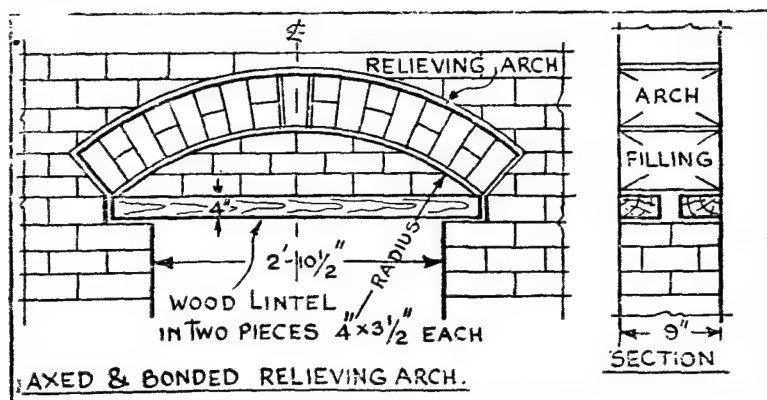 ℄
RELIEVING ARCH
ARCH
FILLING
4"
2'-10½"
RADIUS
WOOD LINTEL
IN TWO PIECES 4"×3½" EACH
9"
SECTION
AXED & BONDED RELIEVING ARCH.